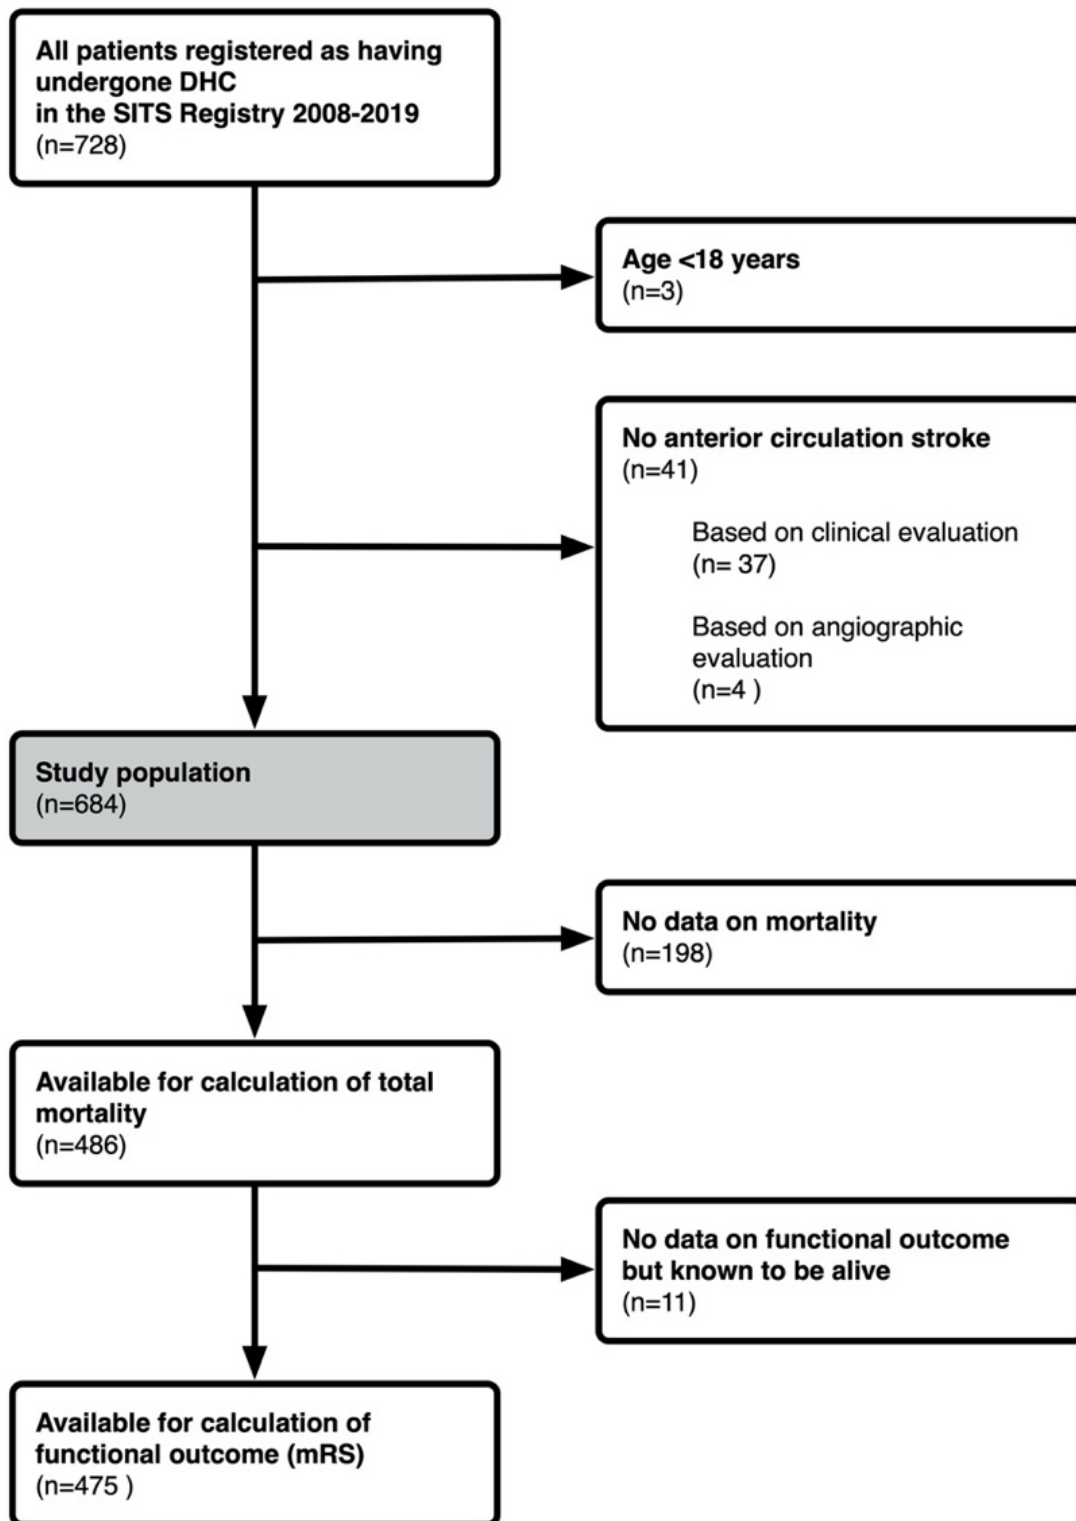 All patients registered as having
undergone DHC
in the SITS Registry 2008-2019
(n=728)
Age <18 years
(n=3)
No anterior circulation stroke
(n=41)
Based on clinical evaluation
(n= 37)
Based on angiographic
evaluation
(n=4 )
Study population
(n=684)
No data on mortality
(n=198)
Available for calculation of total
mortality
(n=486)
No data on functional outcome
but known to be alive
(n=11)
Available for calculation of
functional outcome (mRS)
(n=475 )